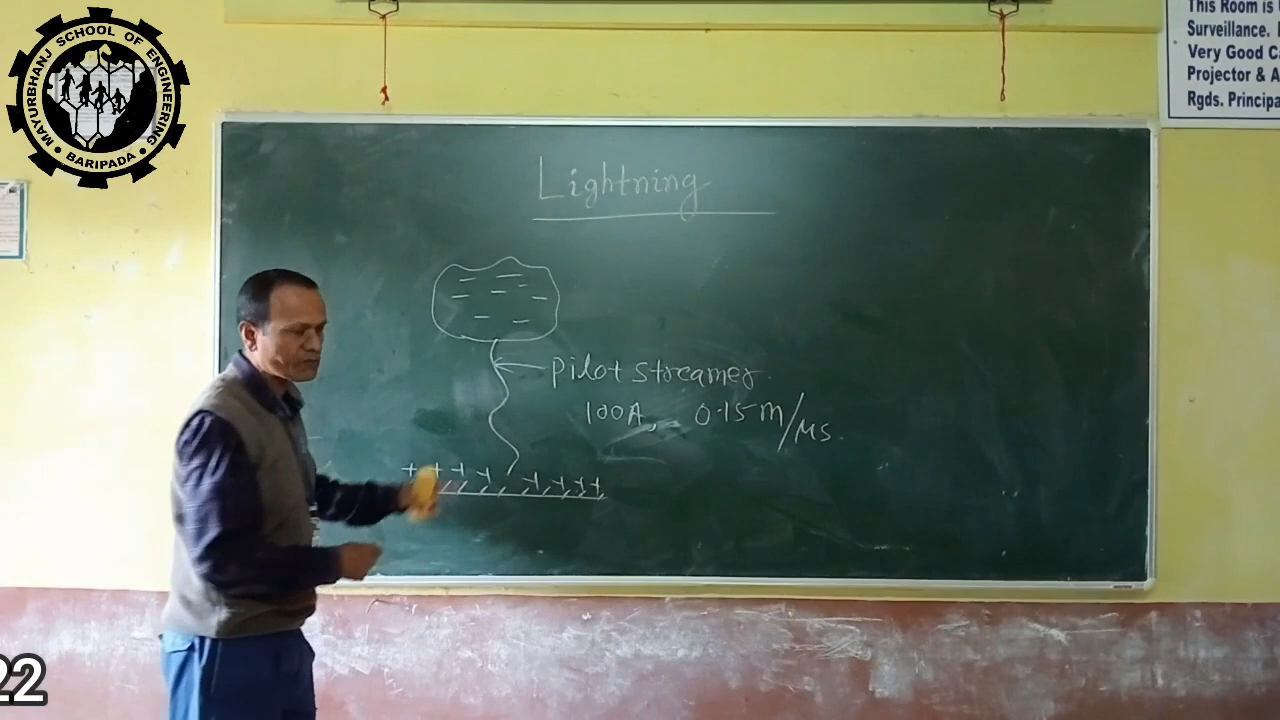 MAYURBHANJ SCHOOL OF ENGINEERING
• BARIPADA •
This Room is
Surveillance.
Very Good
Projector &
Rgds.
Lightning
Pilot streamer
100A, 0.15 m/μs.
+ + + + + + + +
22